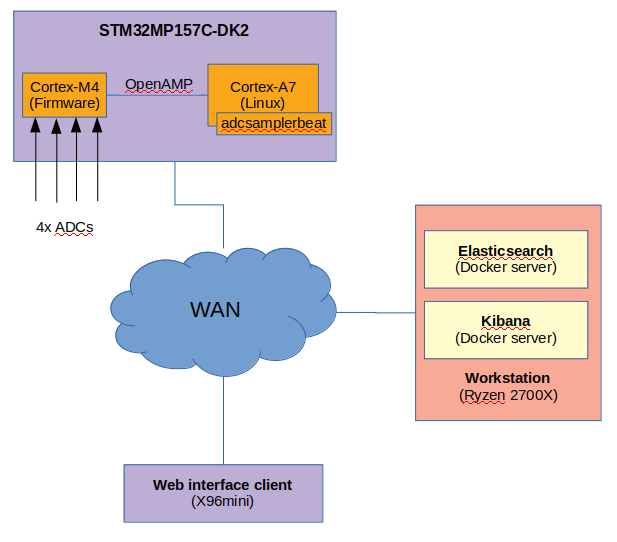 STM32MP157C-DK2
Cortex-M4
(Firmware)
OpenAMP
Cortex-A7
(Linux)
adcsamplerbeat
4x ADCs
WAN
Elasticsearch
(Docker server)
Kibana
(Docker server)
Workstation
(Ryzen 2700X)
Web interface client
(X96mini)